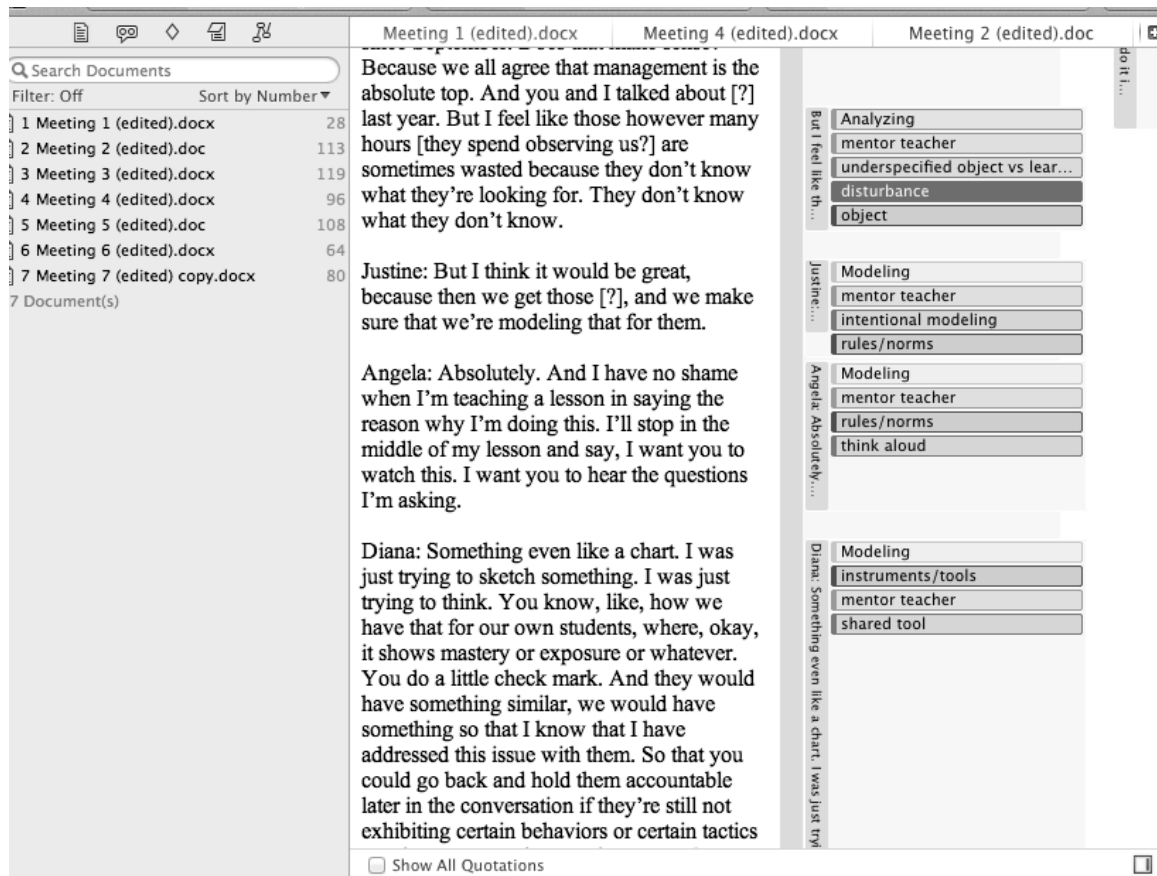 Meeting 1 (edited).docx
Meeting 4 (edited).docx
Meeting 2 (edited).doc
Search Documents
Filter: Off
Sort by Number▼
1 Meeting 1 (edited).docx 28
2 Meeting 2 (edited).doc 113
3 Meeting 3 (edited).docx 119
4 Meeting 4 (edited).docx 96
5 Meeting 5 (edited).doc 108
6 Meeting 6 (edited).docx 64
7 Meeting 7 (edited) copy.docx 80
7 Document(s)
Because we all agree that management is the
absolute top. And you and I talked about [?]
last year. But I feel like those however many
hours [they spend observing us?] are
sometimes wasted because they don’t know
what they’re looking for. They don’t know
what they don’t know.
Justine: But I think it would be great,
because then we get those [?], and we make
sure that we’re modeling that for them.
Angela: Absolutely. And I have no shame
when I’m teaching a lesson in saying the
reason why I’m doing this. I’ll stop in the
middle of my lesson and say, I want you to
watch this. I want you to hear the questions
I’m asking.
Diana: Something even like a chart. I was
just trying to sketch something. I was just
trying to think. You know, like, how we
have that for our own students, where, okay,
it shows mastery or exposure or whatever.
You do a little check mark. And they would
have something similar, we would have
something so that I know that I have
addressed this issue with them. So that you
could go back and hold them accountable
later in the conversation if they’re still not
exhibiting certain behaviors or certain tactics
do it i...
But I feel like th...
Analyzing
mentor teacher
underspecified object vs lear...
disturbance
object
Justine:...
Modeling
mentor teacher
intentional modeling
rules/norms
Angela: Absolutely....
Modeling
mentor teacher
rules/norms
think aloud
Diana: Something even like a chart. I was just tryi
Modeling
instruments/tools
mentor teacher
shared tool
Show All Quotations